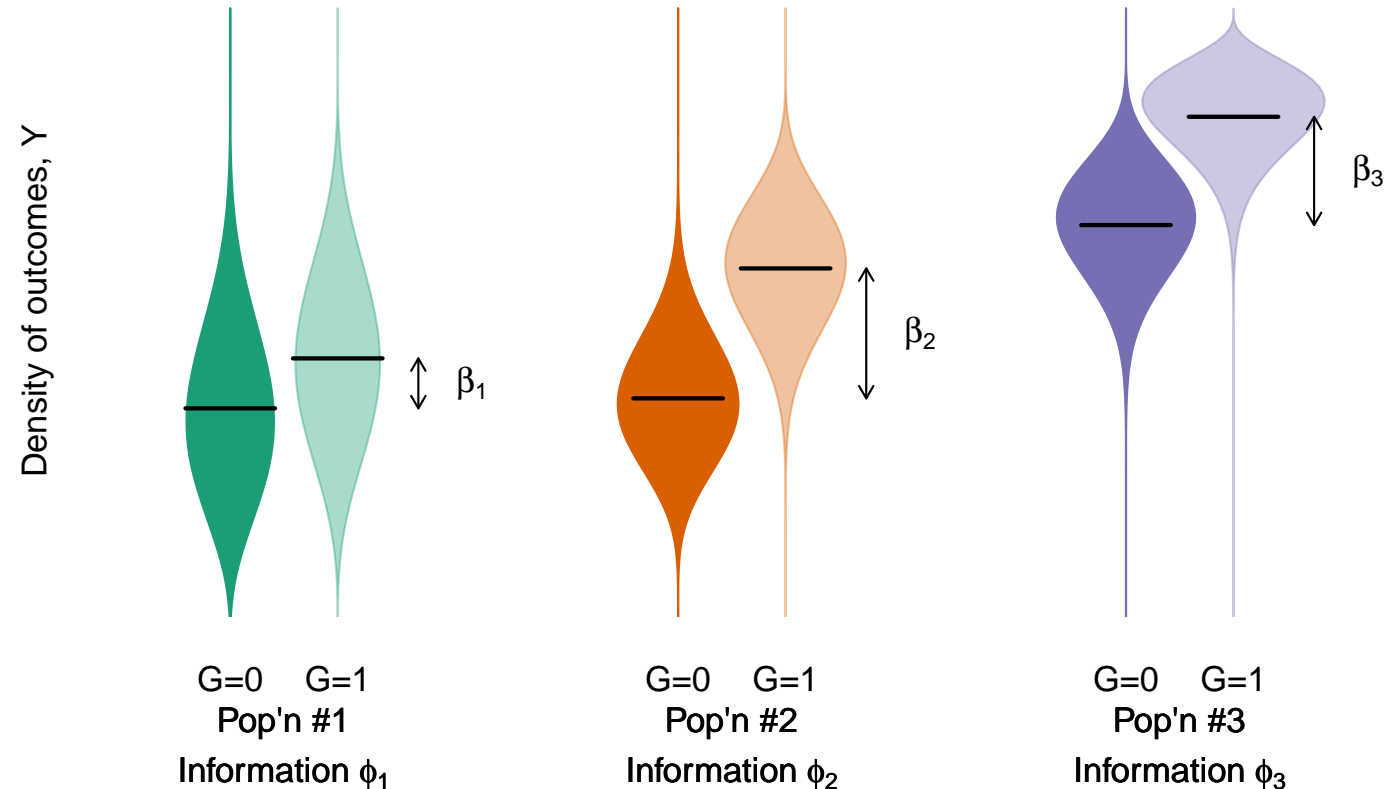 Density of outcomes, Y
β1
β2
β3
G=0 G=1
Pop'n #1
Information ϕ1
G=0 G=1
Pop'n #2
Information ϕ2
G=0 G=1
Pop'n #3
Information ϕ3